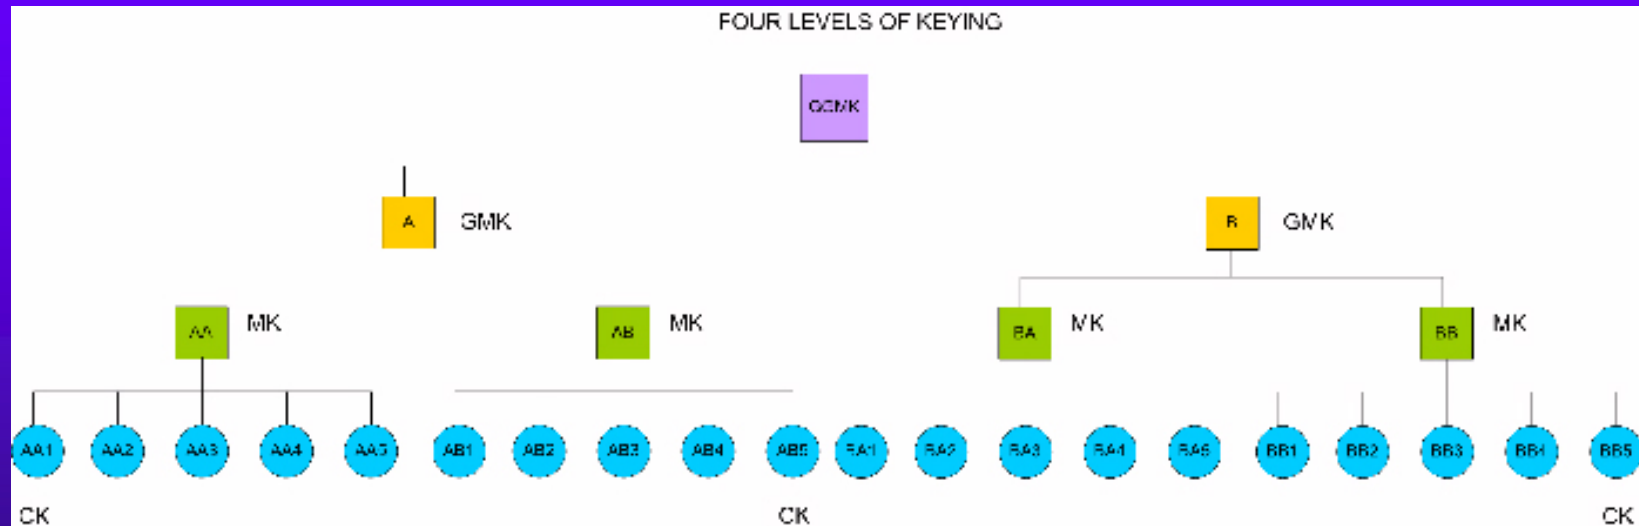 FOUR LEVELS OF KEYING
GGMK
A GMK B GMK
AA MK AB MK BA MK BB MK
AA1 AA2 AA3 AA4 AA5 AB1 AB2 AB3 AB4 AB5 BA1 BA2 BA3 BA4 BA5 BB1 BB2 BB3 BB4 BB5
CK CK CK